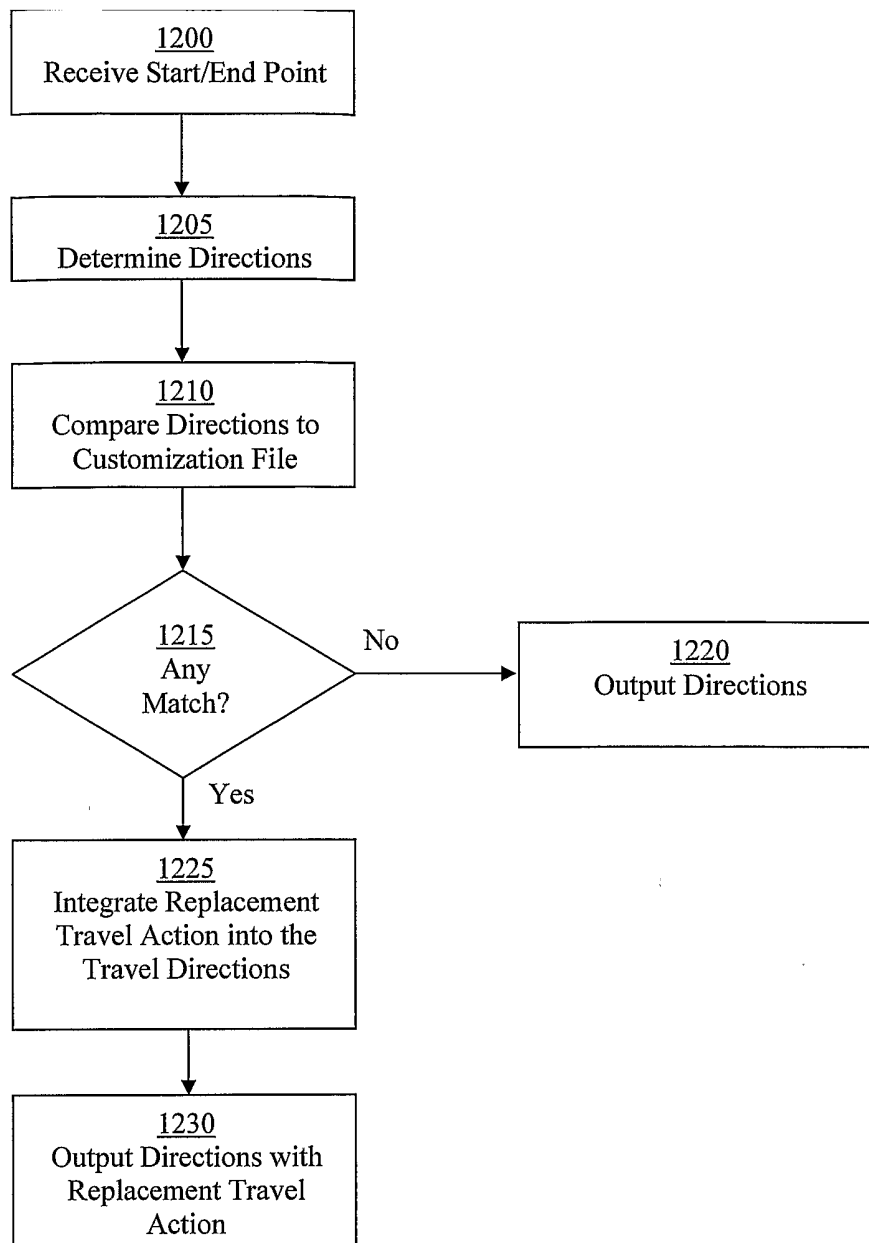 1200
Receive Start/End Point
1205
Determine Directions
1210
Compare Directions to
Customization File
1215
Any
Match?
No
1220
Output Directions
Yes
1225
Integrate Replacement
Travel Action into the
Travel Directions
1230
Output Directions with
Replacement Travel
Action